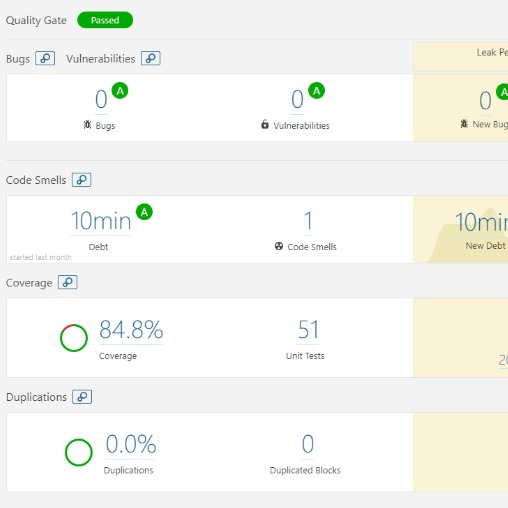 Quality Gate Passed
Bugs Vulnerabilities
Leak Pe
0 A
Bugs
0 A
Vulnerabilities
0 A
New Bug
Code Smells
10min A
Debt
started last month
1
Code Smells
10min
New Debt
Coverage
84.8%
Coverage
51
Unit Tests
20
Duplications
0.0%
Duplications
0
Duplicated Blocks